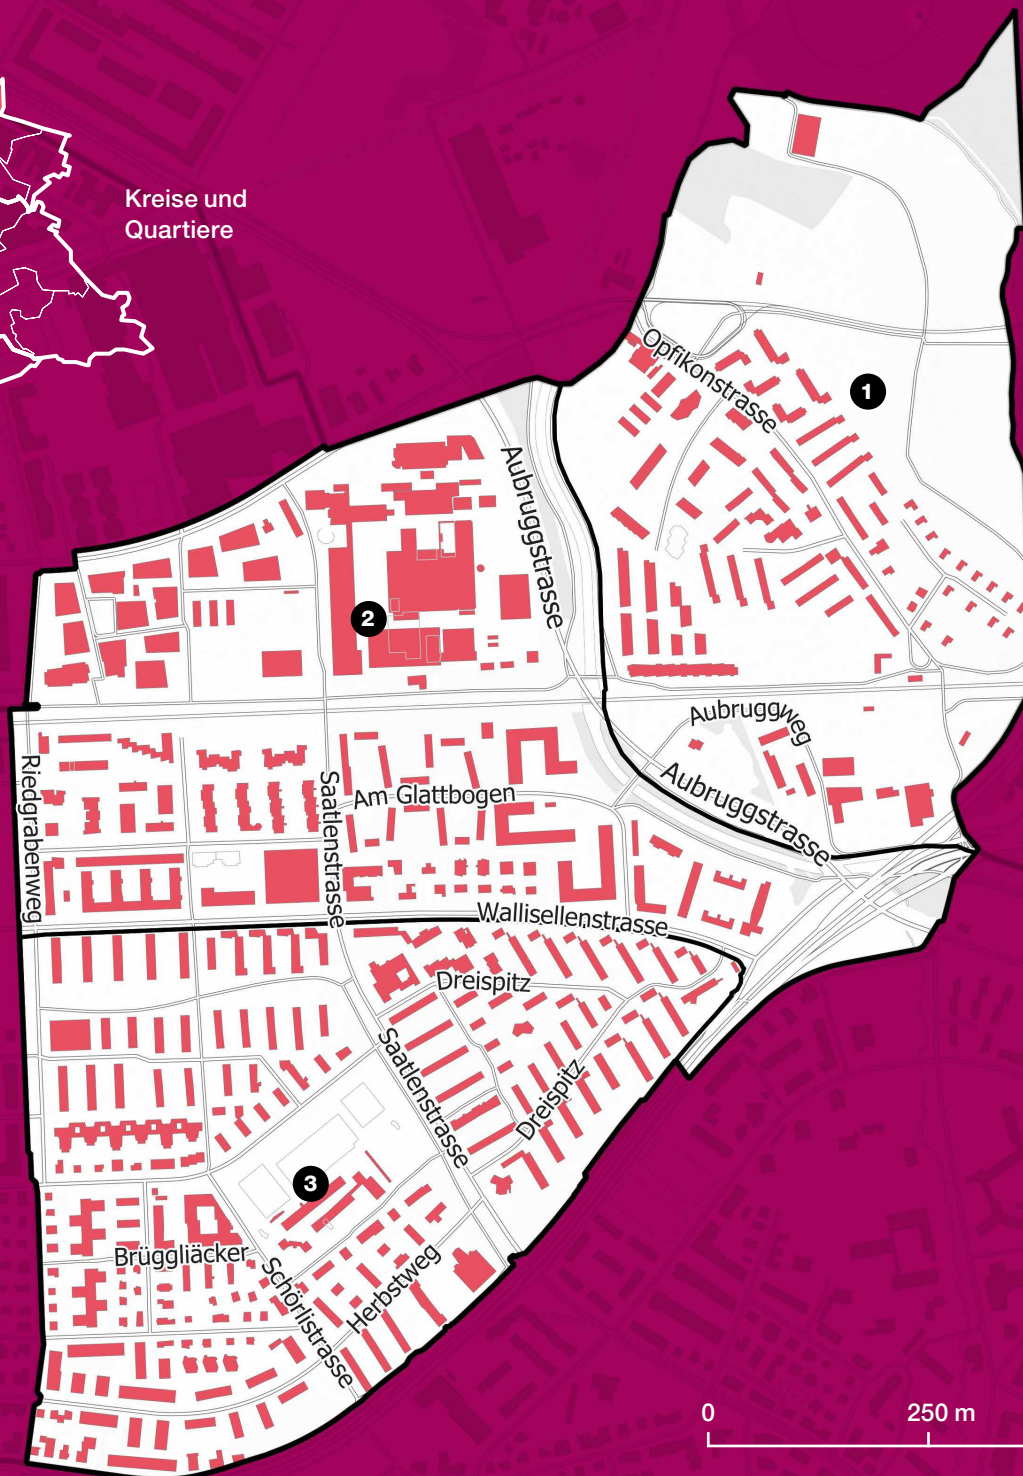 Kreise und
Quartiere
Opfikonstrasse
1
Aubruggstrasse
2
Aubruggweg
Riedgrabenweg
Saatlenstrasse
Am Glattbogen
Aubruggstrasse
Wallisellenstrasse
Dreispitz
Saatlenstrasse
Dreispitz
3
Brüggliäcker
Schörlistrasse
Herbstweg
0 250 m